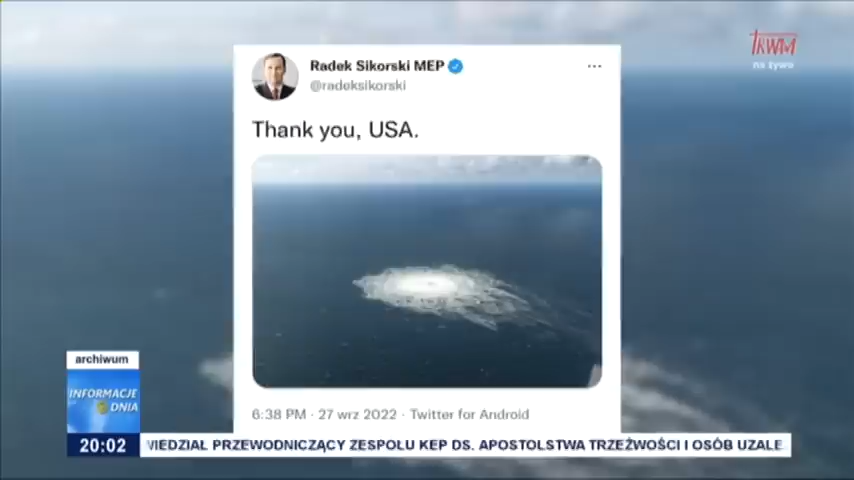 TRWAM
na żywo
Radek Sikorski MEP
@radeksikorski
Thank you, USA.
6:38 PM · 27 wrz 2022 · Twitter for Android
archiwum
INFORMACJE
DNIA
20:02
WIEDZIAŁ PRZEWODNICZĄCY ZESPOŁU KEP DS. APOSTOLSTWA TRZEŹWOŚCI I OSÓB UZALE